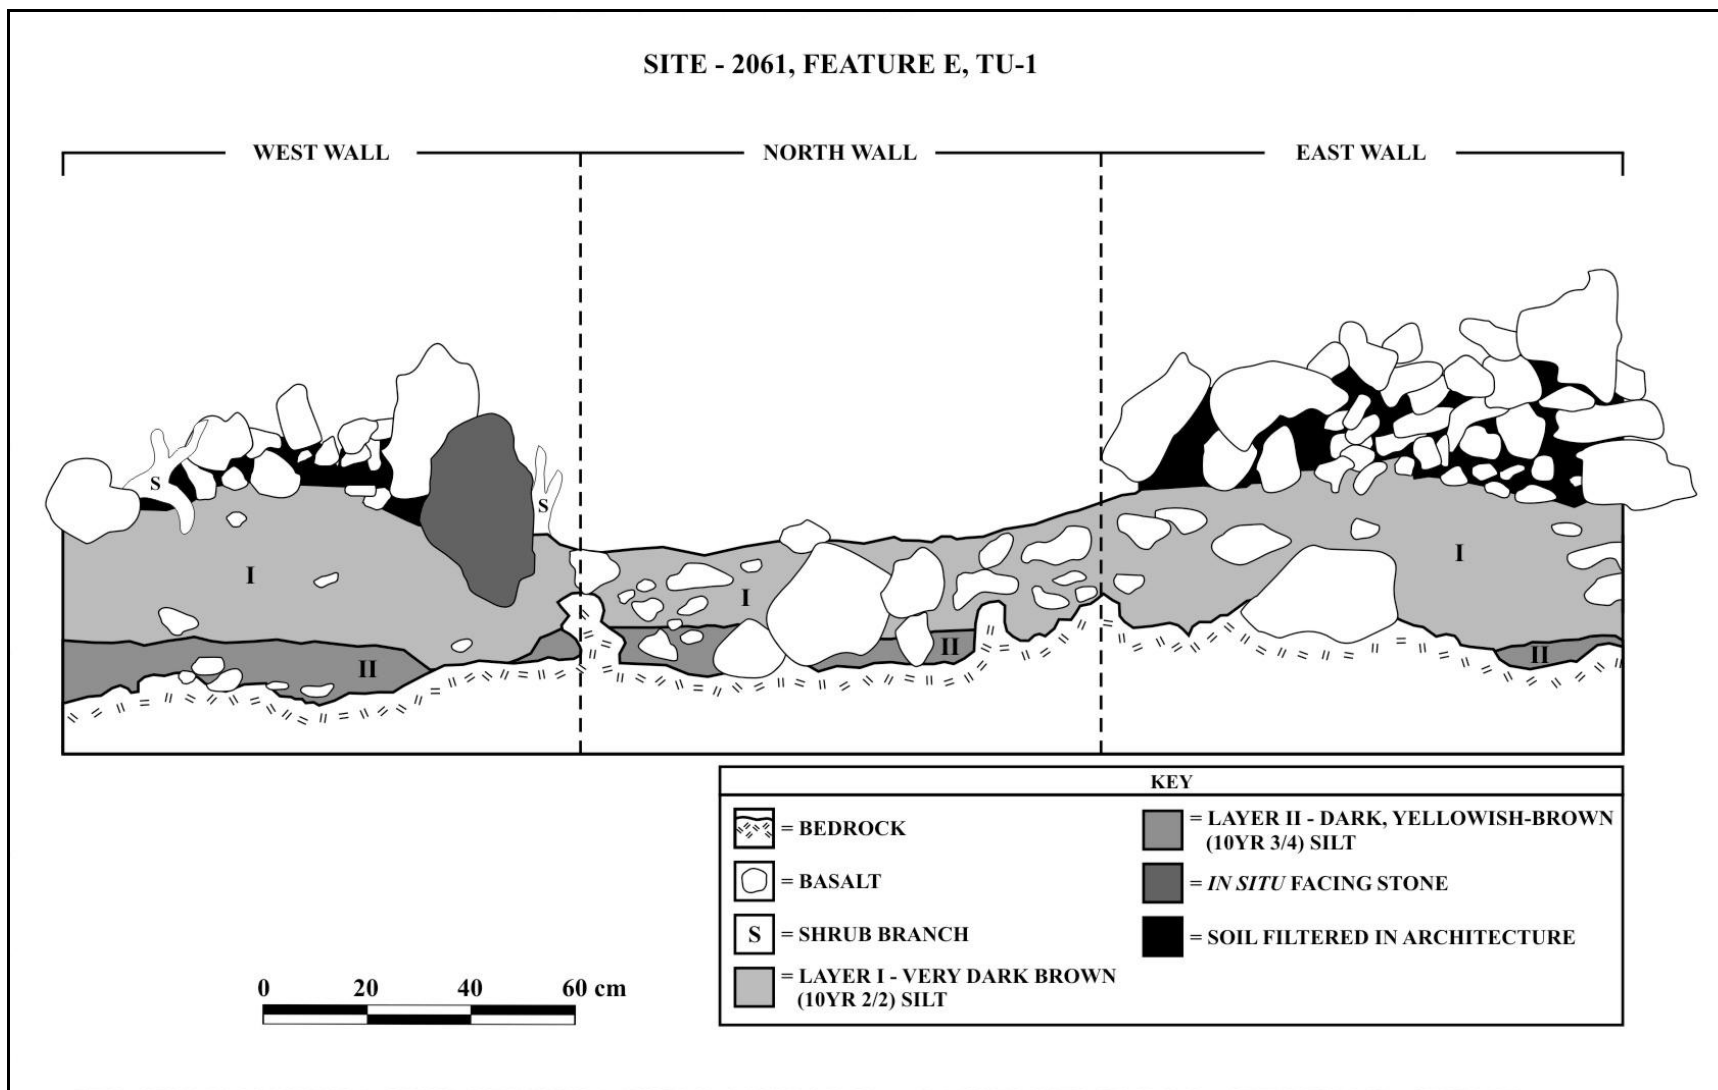 SITE - 2061, FEATURE E, TU-1
WEST WALL
NORTH WALL
EAST WALL
S
S
I
I
I
II
II
II
KEY
= BEDROCK
= BASALT
S = SHRUB BRANCH
= LAYER I - VERY DARK BROWN
(10YR 2/2) SILT
= LAYER II - DARK, YELLOWISH-BROWN
(10YR 3/4) SILT
= IN SITU FACING STONE
= SOIL FILTERED IN ARCHITECTURE
0 20 40 60 cm